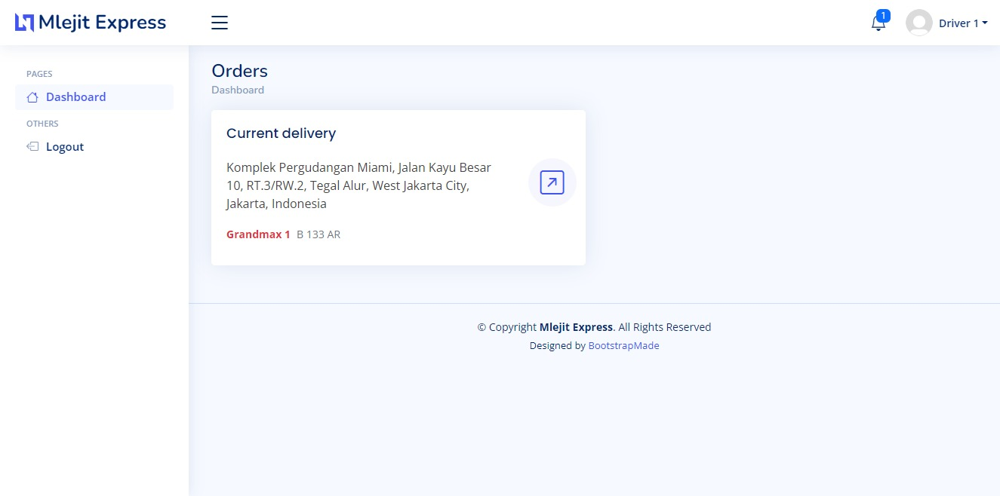 Mlejit Express
1
Driver 1
PAGES
Dashboard
OTHERS
Logout
Orders
Dashboard
Current delivery
Komplek Pergudangan Miami, Jalan Kayu Besar
10, RT.3/RW.2, Tegal Alur, West Jakarta City,
Jakarta, Indonesia
Grandmax 1 B 133 AR
© Copyright Mlejit Express. All Rights Reserved
Designed by BootstrapMade